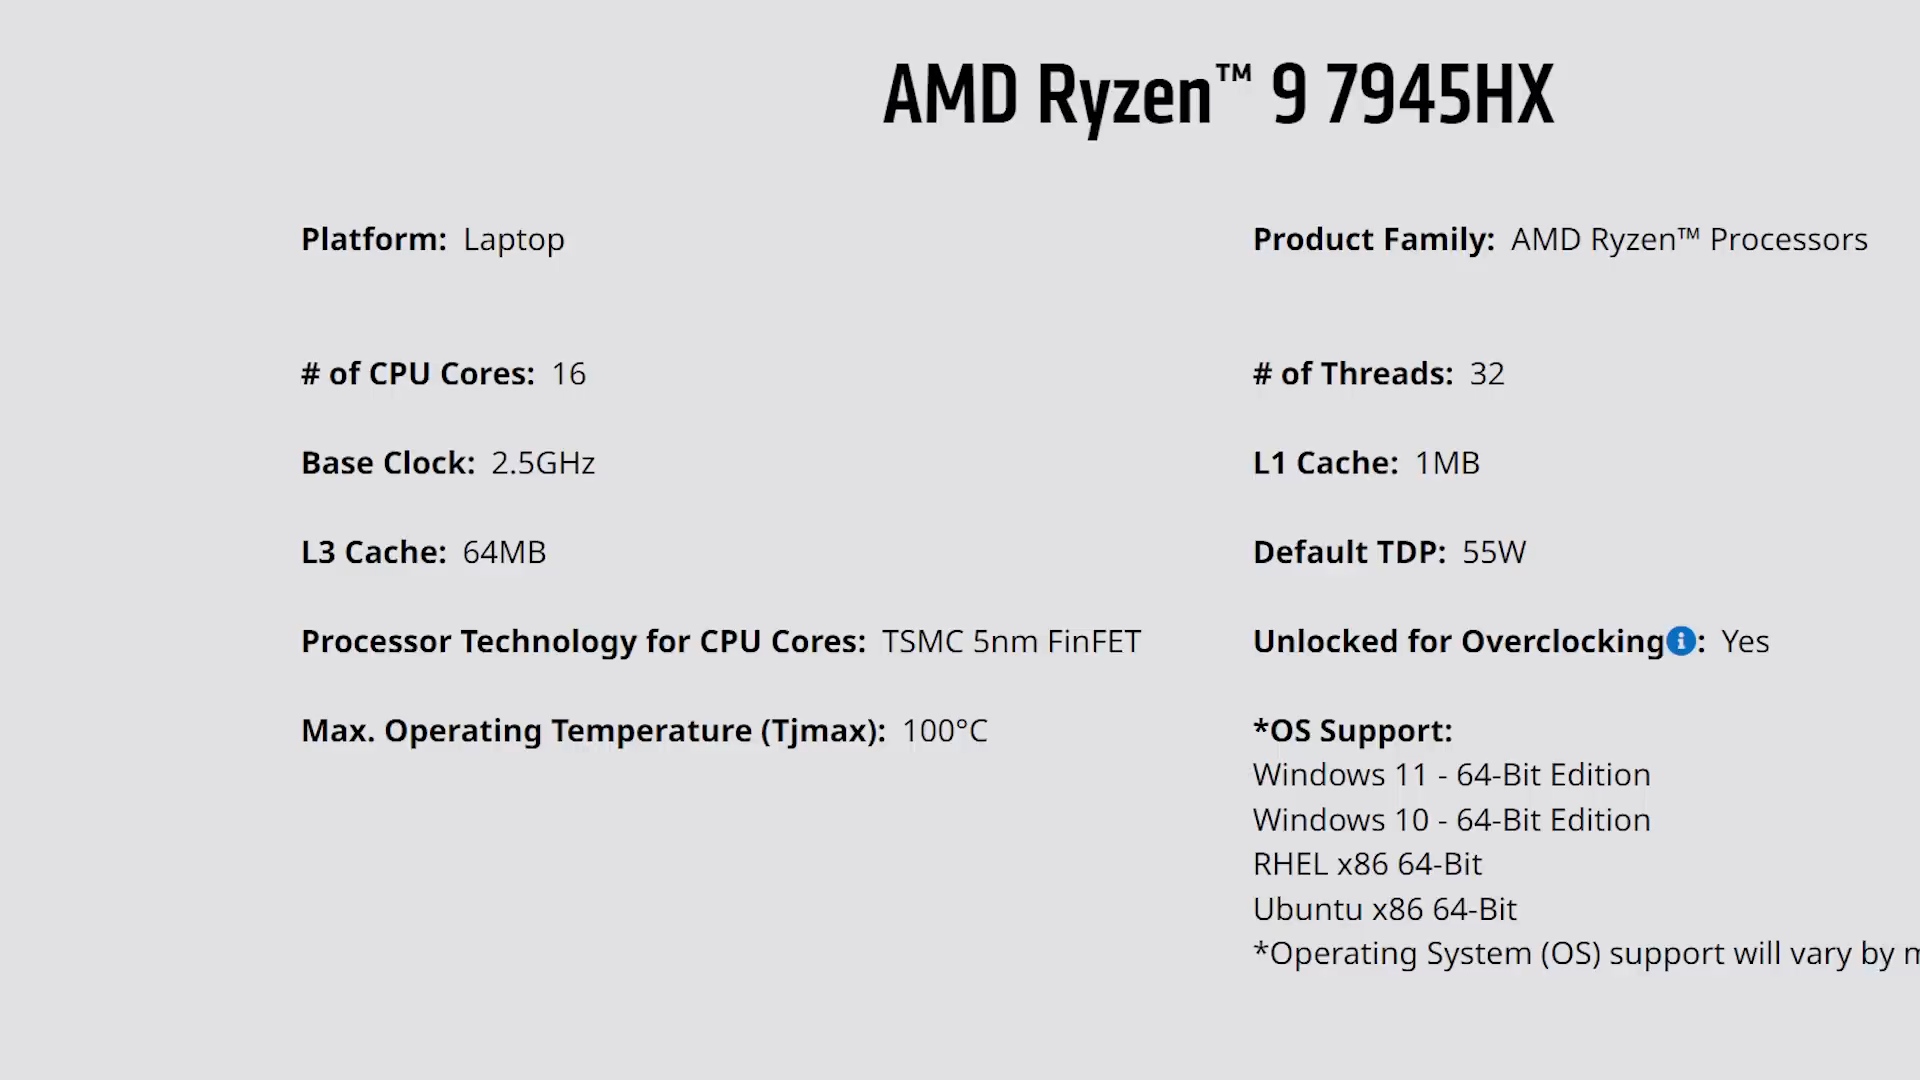 AMD Ryzen™ 9 7945HX
Platform: Laptop
Product Family: AMD Ryzen™ Processors
# of CPU Cores: 16
# of Threads: 32
Base Clock: 2.5GHz
L1 Cache: 1MB
L3 Cache: 64MB
Default TDP: 55W
Processor Technology for CPU Cores: TSMC 5nm FinFET
Unlocked for Overclocking: Yes
Max. Operating Temperature (Tjmax): 100°C
*OS Support:
Windows 11 - 64-Bit Edition
Windows 10 - 64-Bit Edition
RHEL x86 64-Bit
Ubuntu x86 64-Bit
*Operating System (OS) support will vary by